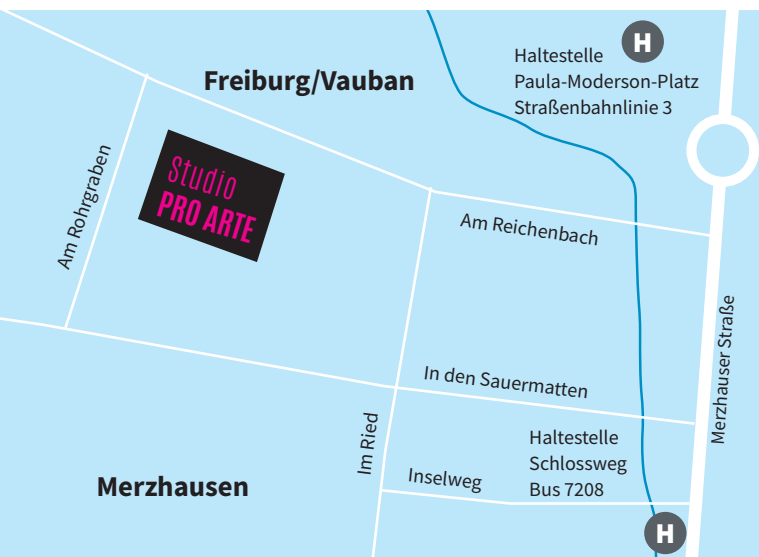 H
Haltestelle
Paula-Moderson-Platz
Straßenbahnlinie 3
Freiburg/Vauban
Studio
PRO ARTE
Am Rohrgraben
Am Reichenbach
Merzhauser Straße
In den Sauermatten
Im Ried
Haltestelle
Schlossweg
Bus 7208
Inselweg
Merzhausen
H